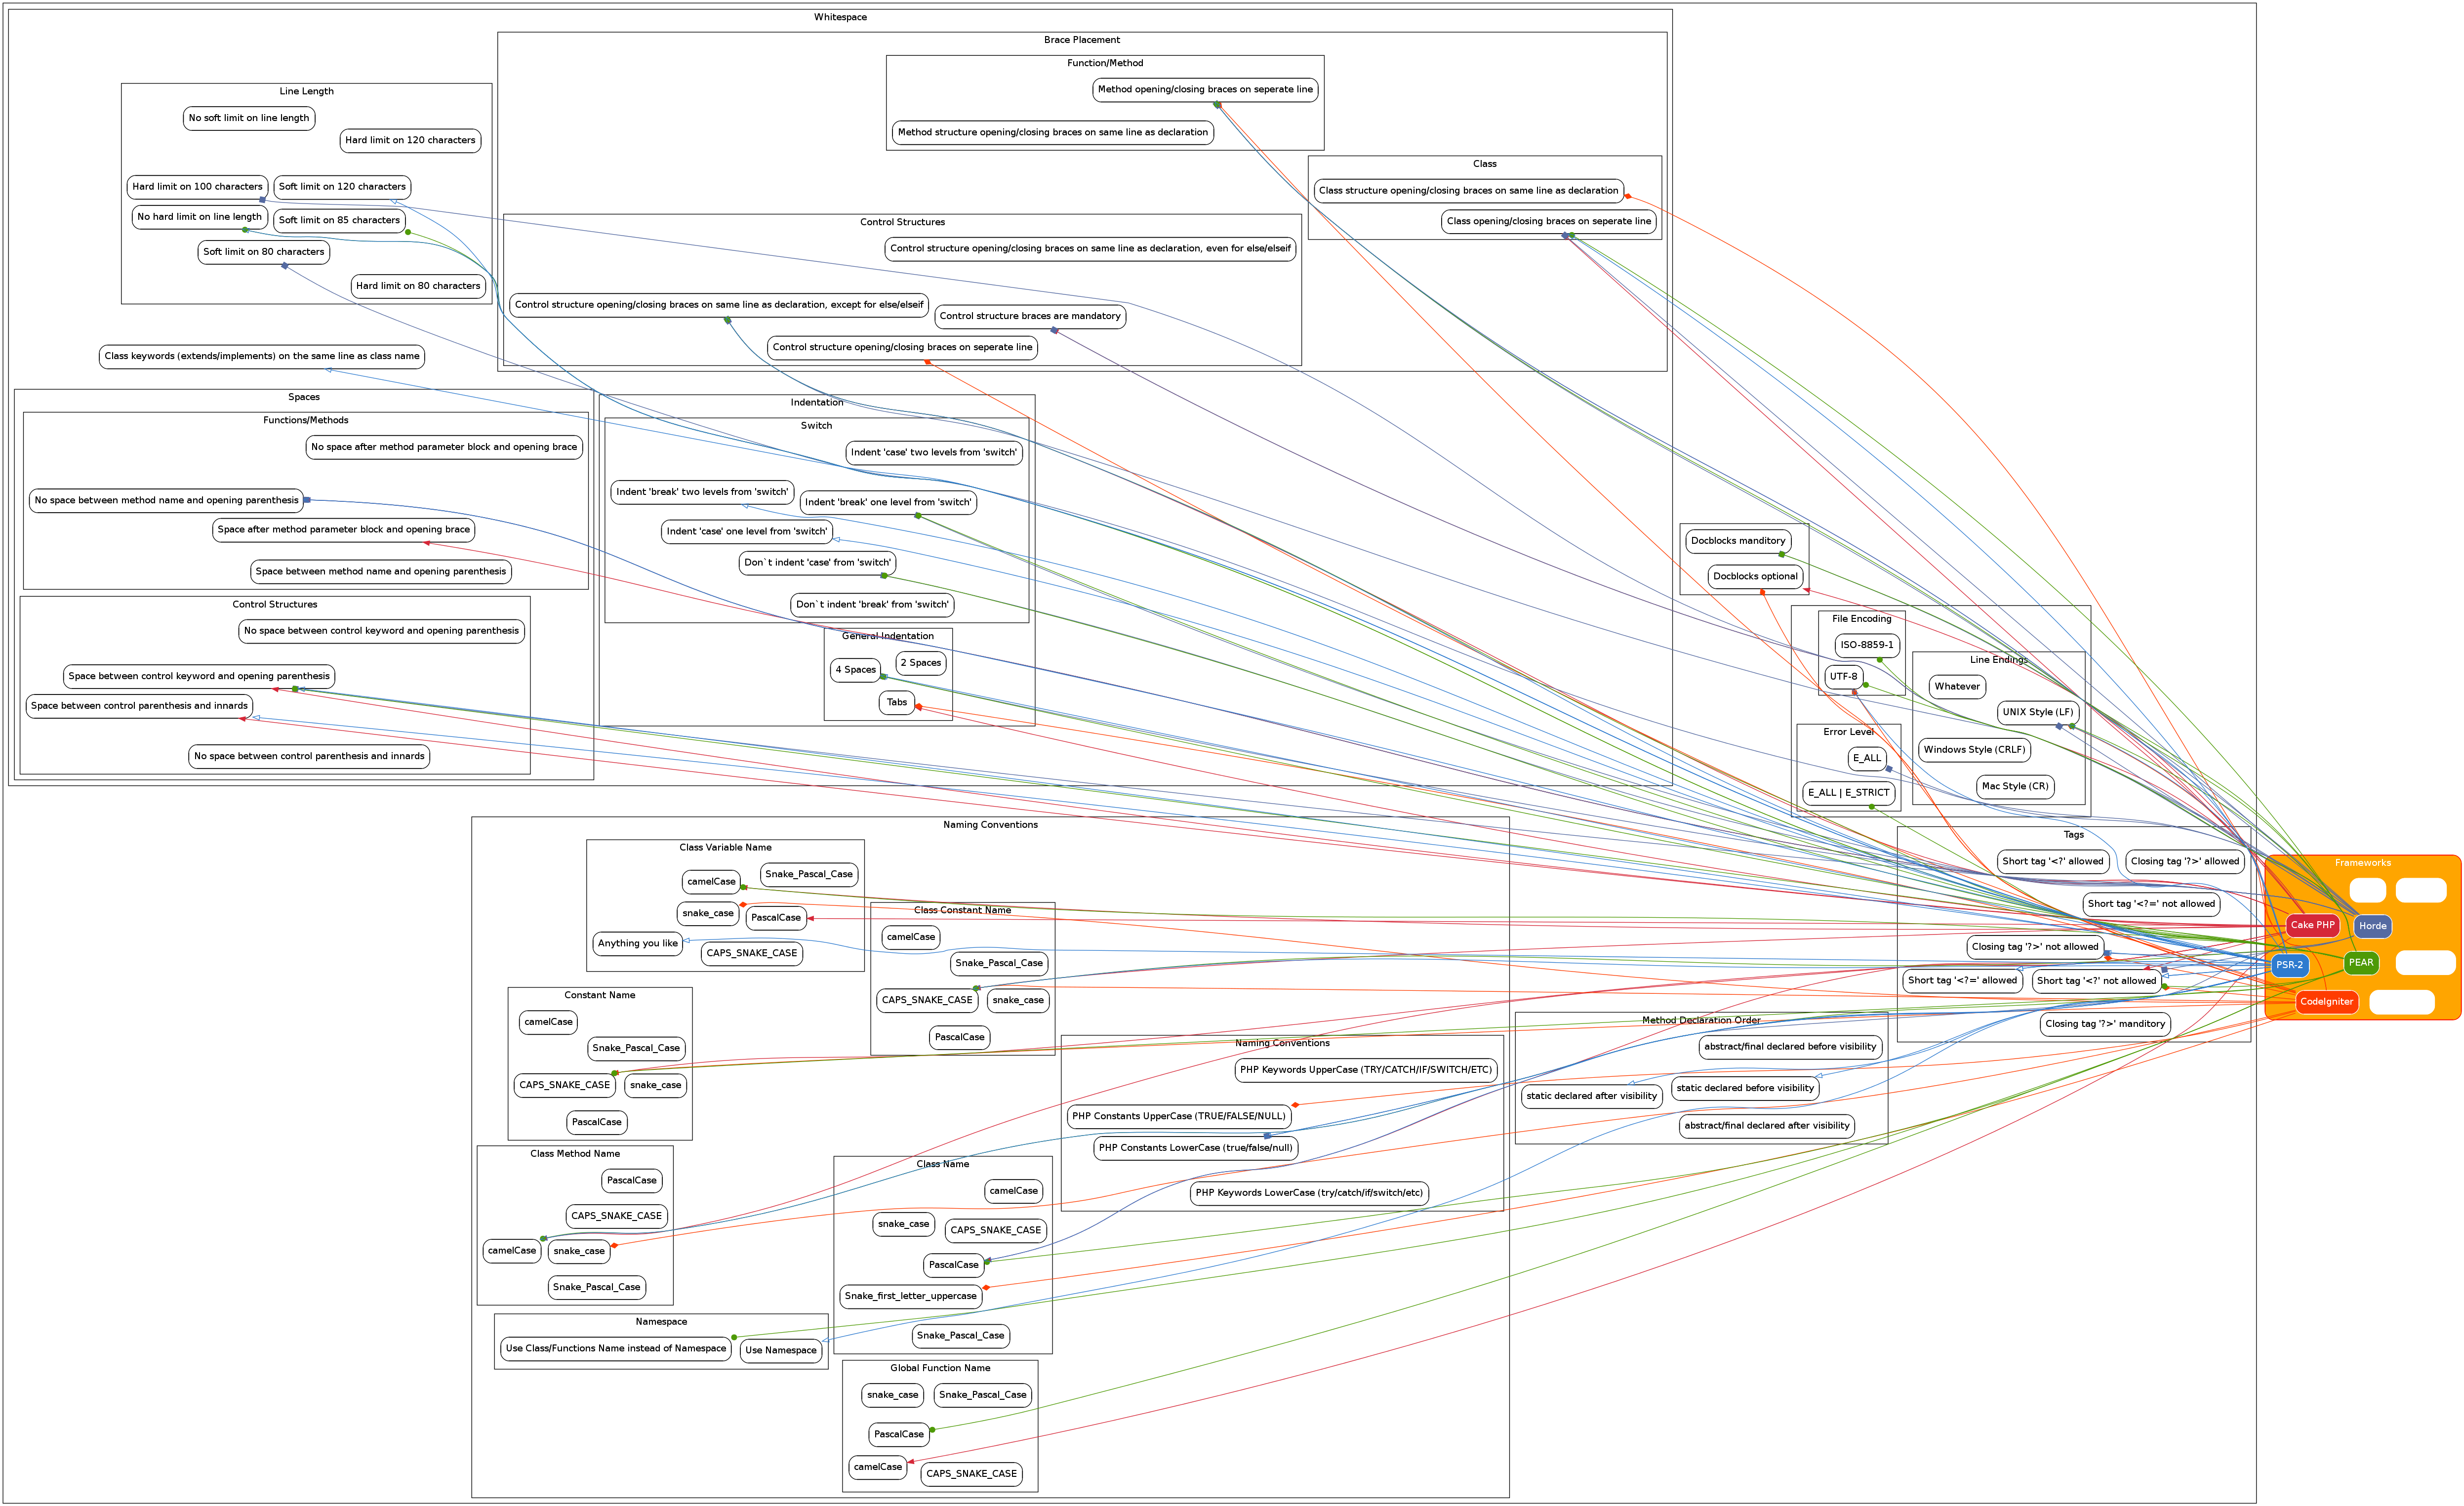 Whitespace
Brace Placement
Function/Method
Method opening/closing braces on seperate line
Method structure opening/closing braces on same line as declaration
Class
Class structure opening/closing braces on same line as declaration
Class opening/closing braces on seperate line
Control Structures
Control structure opening/closing braces on same line as declaration, even for else/elseif
Control structure opening/closing braces on same line as declaration, except for else/elseif
Control structure braces are mandatory
Control structure opening/closing braces on seperate line
Line Length
No soft limit on line length
Hard limit on 120 characters
Hard limit on 100 characters
Soft limit on 120 characters
No hard limit on line length
Soft limit on 85 characters
Soft limit on 80 characters
Hard limit on 80 characters
Class keywords (extends/implements) on the same line as class name
Spaces
Functions/Methods
No space after method parameter block and opening brace
No space between method name and opening parenthesis
Space after method parameter block and opening brace
Space between method name and opening parenthesis
Control Structures
No space between control keyword and opening parenthesis
Space between control keyword and opening parenthesis
Space between control parenthesis and innards
No space between control parenthesis and innards
Indentation
Switch
Indent 'case' two levels from 'switch'
Indent 'break' two levels from 'switch'
Indent 'break' one level from 'switch'
Indent 'case' one level from 'switch'
Don`t indent 'case' from 'switch'
Don`t indent 'break' from 'switch'
General Indentation
2 Spaces
4 Spaces
Tabs
Docblocks manditory
Docblocks optional
File Encoding
ISO-8859-1
UTF-8
Line Endings
Whatever
UNIX Style (LF)
Windows Style (CRLF)
Mac Style (CR)
Error Level
E_ALL
E_ALL | E_STRICT
Tags
Short tag '<?' allowed
Closing tag '?>' allowed
Short tag '<?=' not allowed
Closing tag '?>' not allowed
Short tag '<?=' allowed
Short tag '<?' not allowed
Closing tag '?>' manditory
Frameworks
Cake PHP
Horde
PSR-2
PEAR
CodeIgniter
Naming Conventions
Class Variable Name
Snake_Pascal_Case
camelCase
snake_case
PascalCase
Anything you like
CAPS_SNAKE_CASE
Class Constant Name
camelCase
Snake_Pascal_Case
CAPS_SNAKE_CASE
snake_case
PascalCase
Constant Name
camelCase
Snake_Pascal_Case
CAPS_SNAKE_CASE
snake_case
PascalCase
Naming Conventions
PHP Keywords UpperCase (TRY/CATCH/IF/SWITCH/ETC)
PHP Constants UpperCase (TRUE/FALSE/NULL)
PHP Constants LowerCase (true/false/null)
PHP Keywords LowerCase (try/catch/if/switch/etc)
Method Declaration Order
abstract/final declared before visibility
static declared before visibility
static declared after visibility
abstract/final declared after visibility
Class Method Name
PascalCase
CAPS_SNAKE_CASE
camelCase
snake_case
Snake_Pascal_Case
Class Name
camelCase
snake_case
CAPS_SNAKE_CASE
PascalCase
Snake_first_letter_uppercase
Snake_Pascal_Case
Namespace
Use Class/Functions Name instead of Namespace
Use Namespace
Global Function Name
snake_case
Snake_Pascal_Case
PascalCase
camelCase
CAPS_SNAKE_CASE